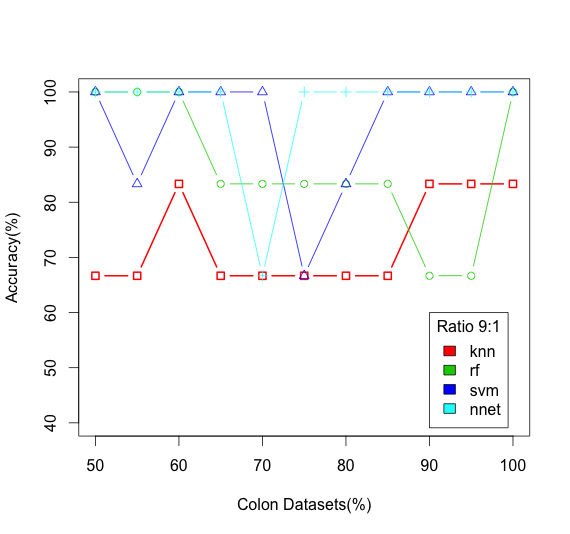 Accuracy(%)
100
90
80
70
60
50
40
Ratio 9:1
knn
rf
svm
nnet
50 60 70 80 90 100
Colon Datasets(%)